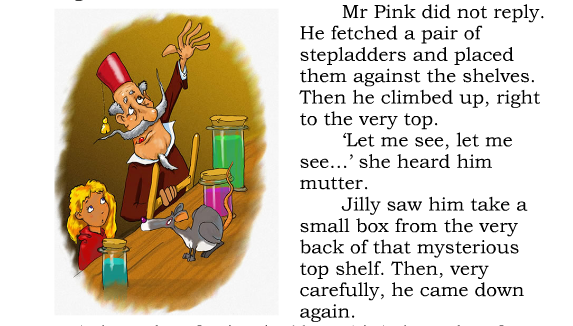 Mr Pink did not reply.
He fetched a pair of
stepladders and placed
them against the shelves.
Then he climbed up, right
to the very top.
‘Let me see, let me
see…’ she heard him
mutter.
Jilly saw him take a
small box from the very
back of that mysterious
top shelf. Then, very
carefully, he came down
again.